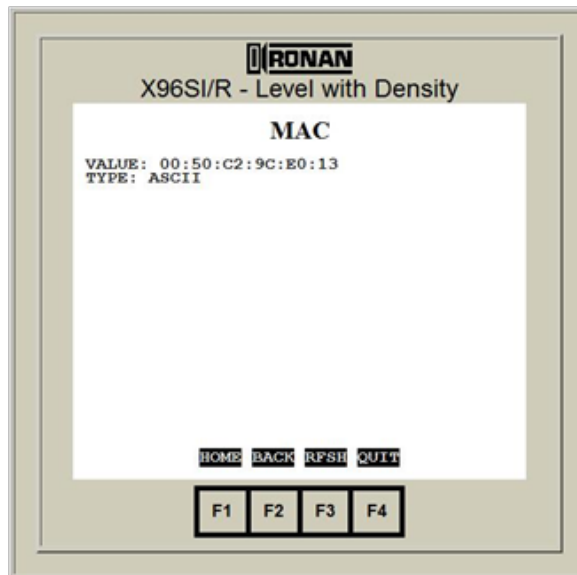 RONAN
X96SI/R - Level with Density
MAC
VALUE: 00:50:C2:9C:E0:13
TYPE: ASCII
HOME BACK RFSH QUIT
F1 F2 F3 F4